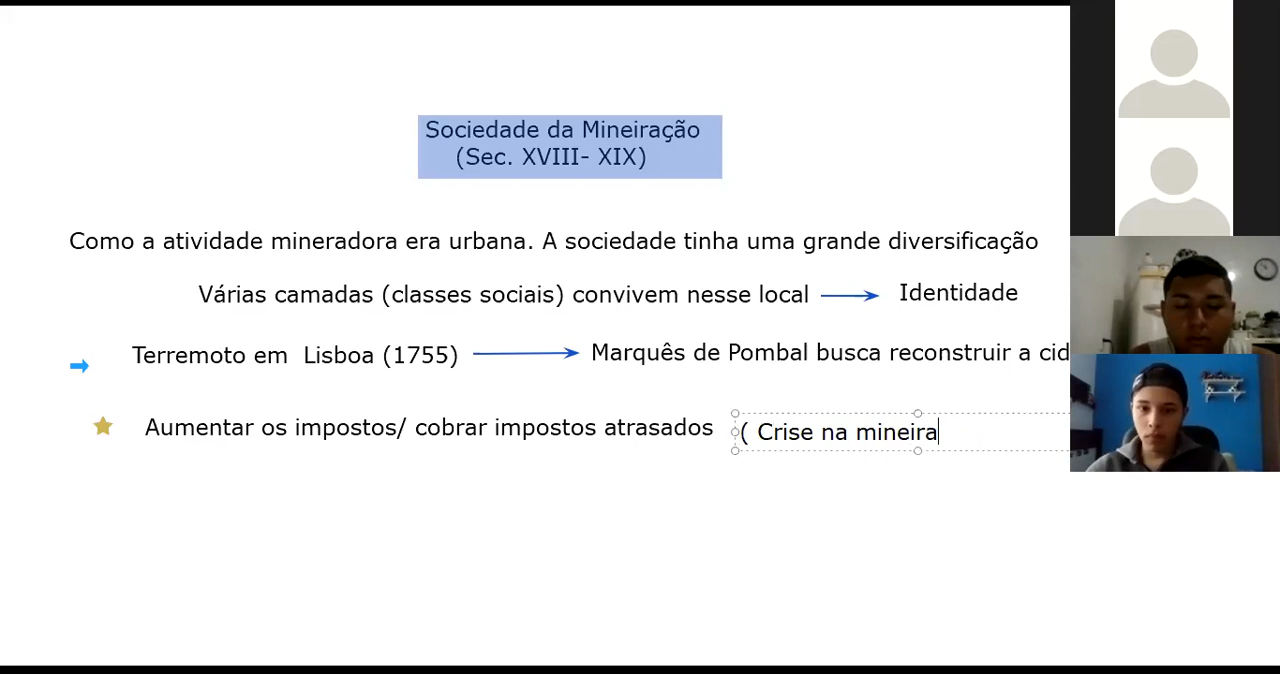 Sociedade da Mineiração
(Sec. XVIII- XIX)
Como a atividade mineradora era urbana. A sociedade tinha uma grande diversificação
Várias camadas (classes sociais) convivem nesse local
Identidade
Terremoto em Lisboa (1755)
Marquês de Pombal busca reconstruir a cid
Aumentar os impostos/ cobrar impostos atrasados
( Crise na mineira